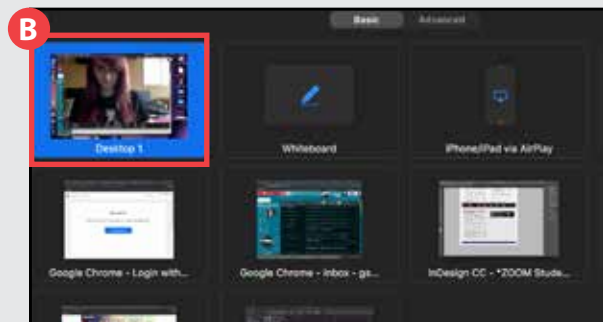 B
Basic Advanced
Desktop 1 Whiteboard iPhone/iPad via AirPlay
Google Chrome - Login with... Google Chrome - Inbox - gs... InDesign CC - *ZOOM Stude...